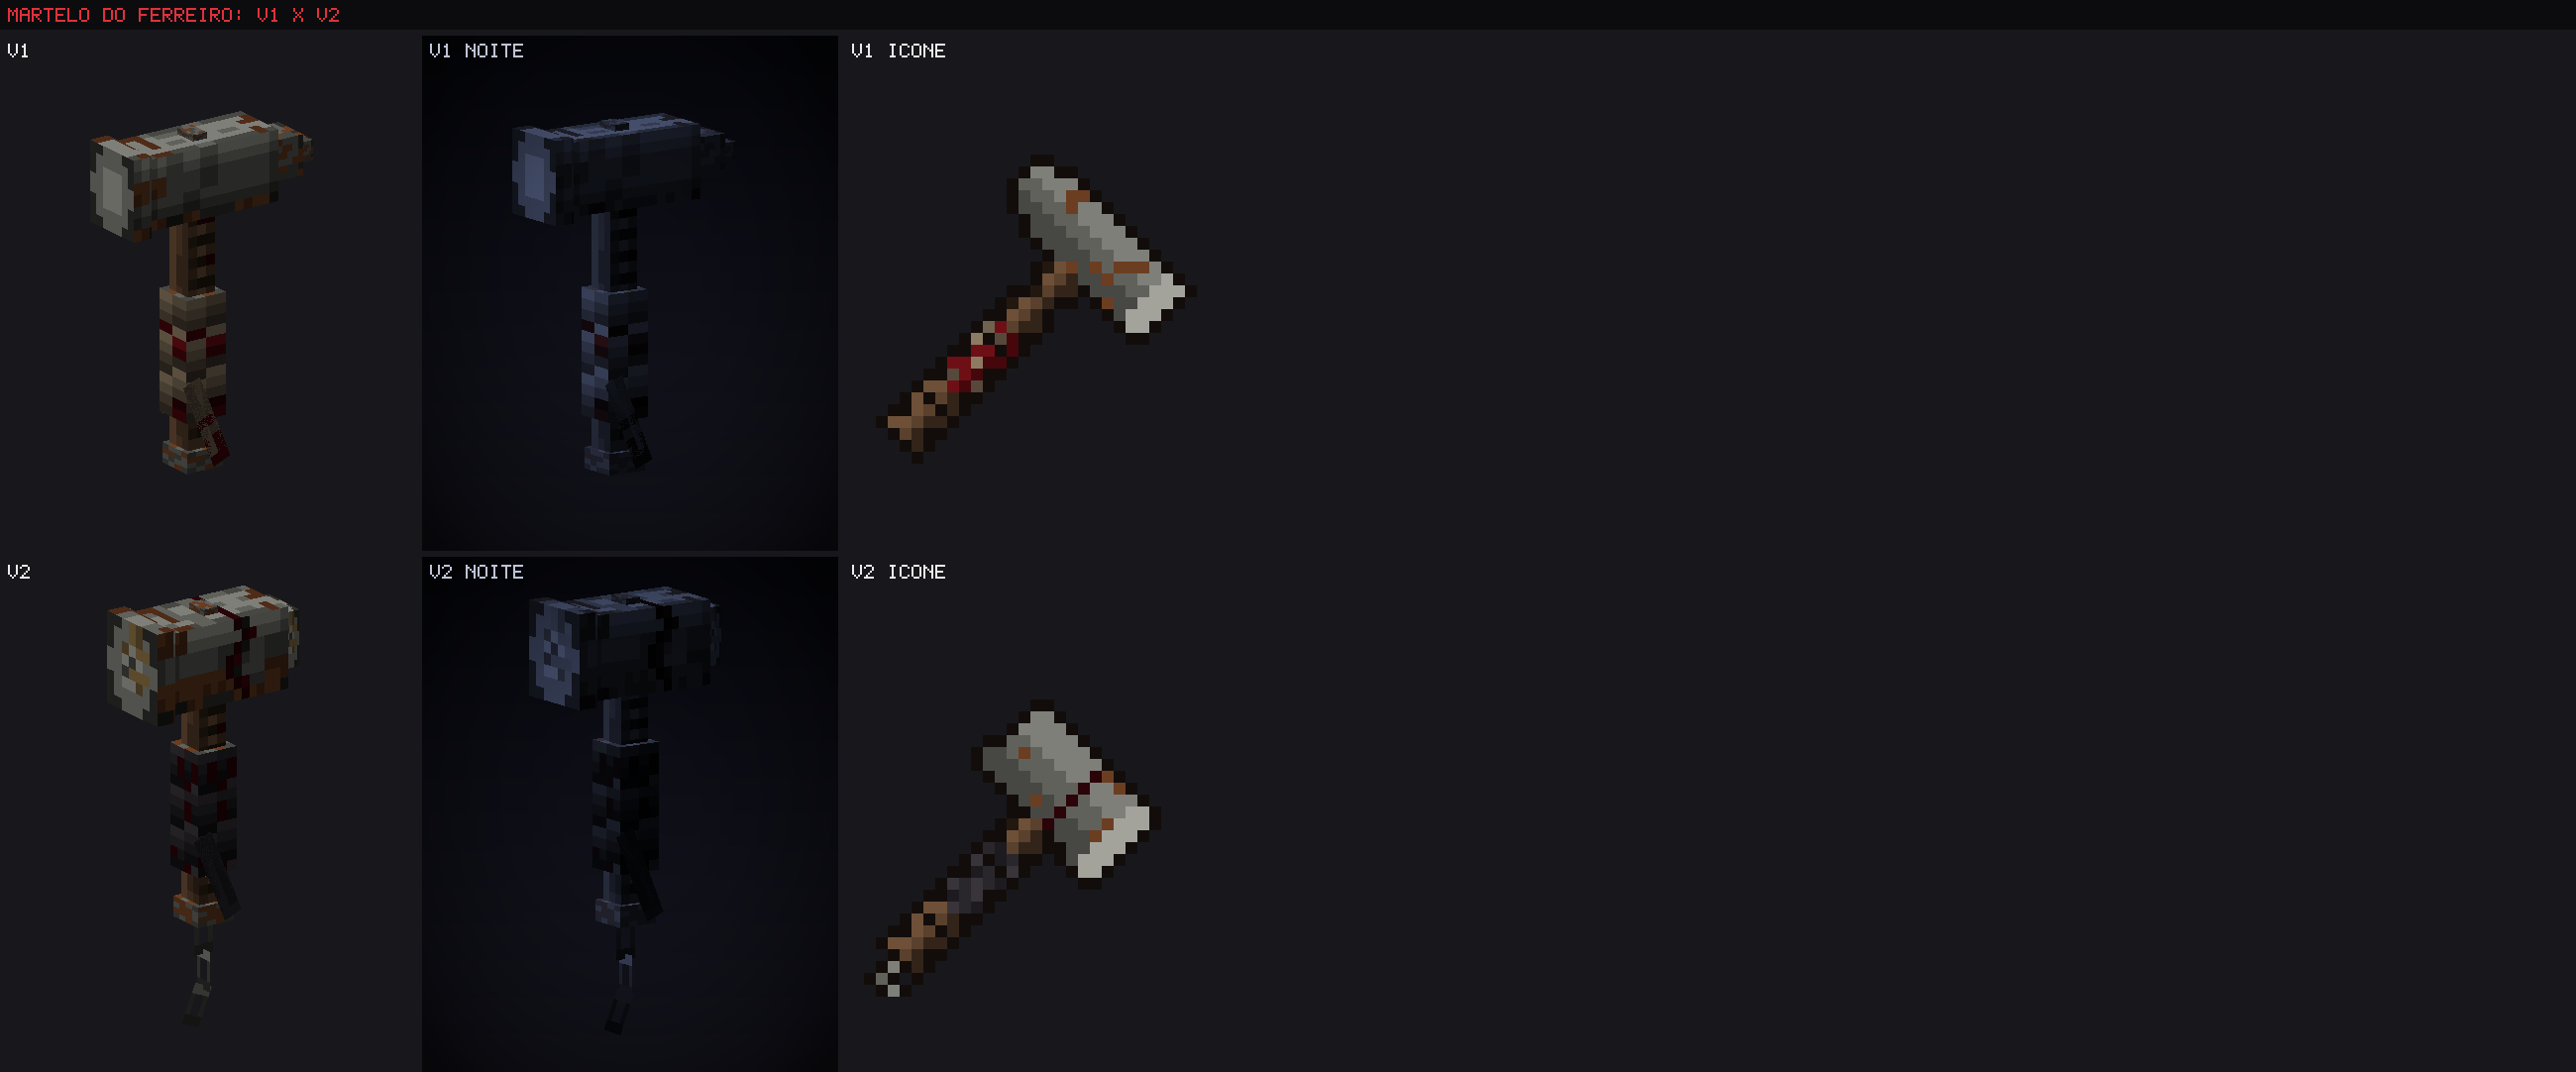 MARTELO DO FERREIRO: V1 X V2
V1
V1 NOITE
V1 ICONE
V2
V2 NOITE
V2 ICONE